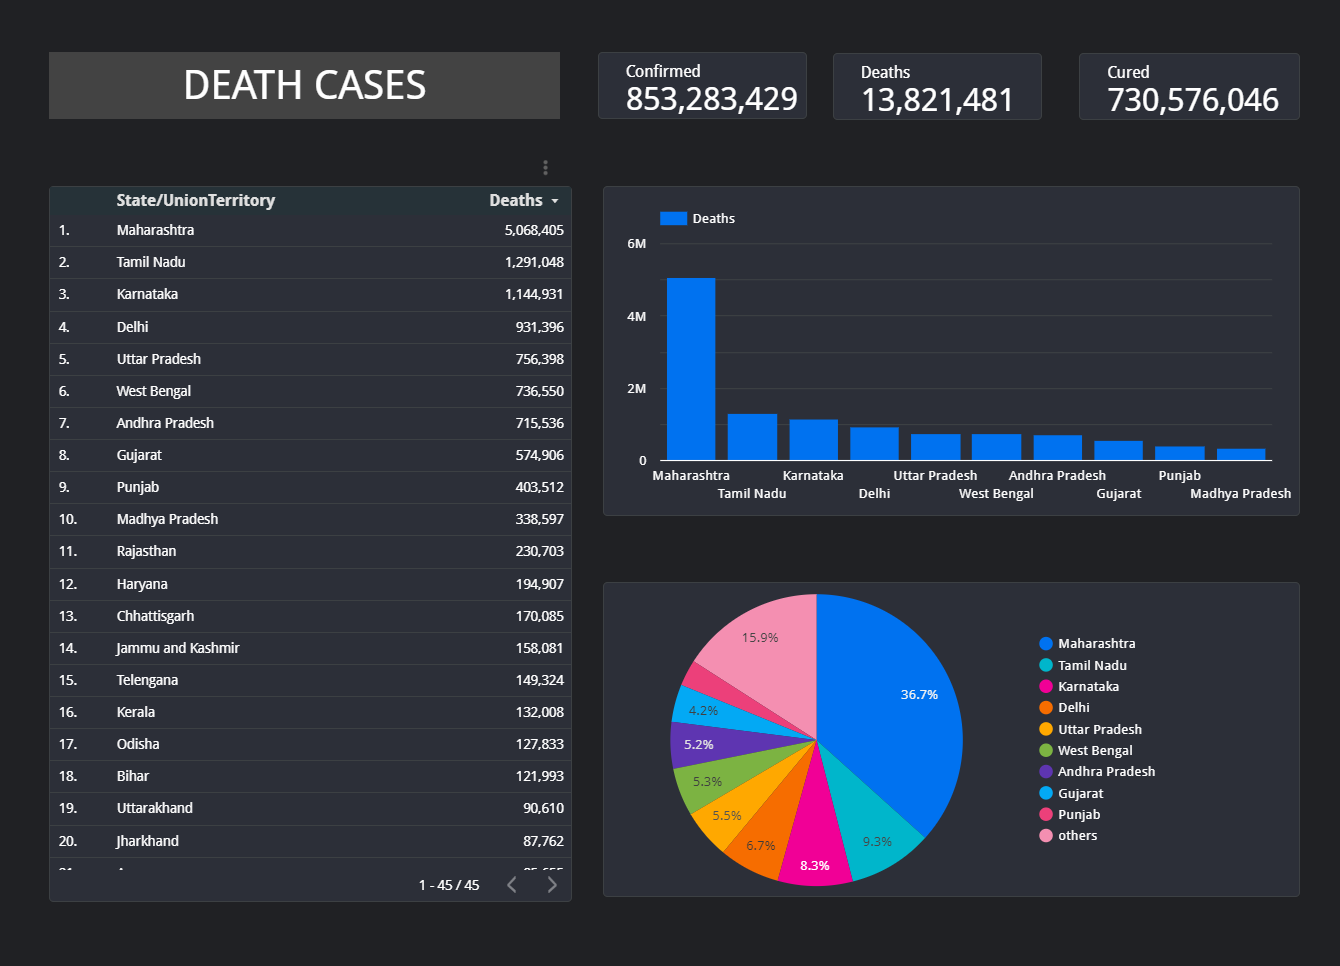 DEATH CASES
Confirmed
853,283,429
Deaths
13,821,481
Cured
730,576,046
State/UnionTerritory Deaths
1. Maharashtra 5,068,405
2. Tamil Nadu 1,291,048
3. Karnataka 1,144,931
4. Delhi 931,396
5. Uttar Pradesh 756,398
6. West Bengal 736,550
7. Andhra Pradesh 715,536
8. Gujarat 574,906
9. Punjab 403,512
10. Madhya Pradesh 338,597
11. Rajasthan 230,703
12. Haryana 194,907
13. Chhattisgarh 170,085
14. Jammu and Kashmir 158,081
15. Telengana 149,324
16. Kerala 132,008
17. Odisha 127,833
18. Bihar 121,993
19. Uttarakhand 90,610
20. Jharkhand 87,762
1 - 45 / 45
Deaths
6M
4M
2M
0
Maharashtra Karnataka Uttar Pradesh Andhra Pradesh Punjab
Tamil Nadu Delhi West Bengal Gujarat Madhya Pradesh
15.9%
36.7%
4.2%
5.2%
5.3%
5.5%
6.7%
8.3%
9.3%
Maharashtra
Tamil Nadu
Karnataka
Delhi
Uttar Pradesh
West Bengal
Andhra Pradesh
Gujarat
Punjab
others